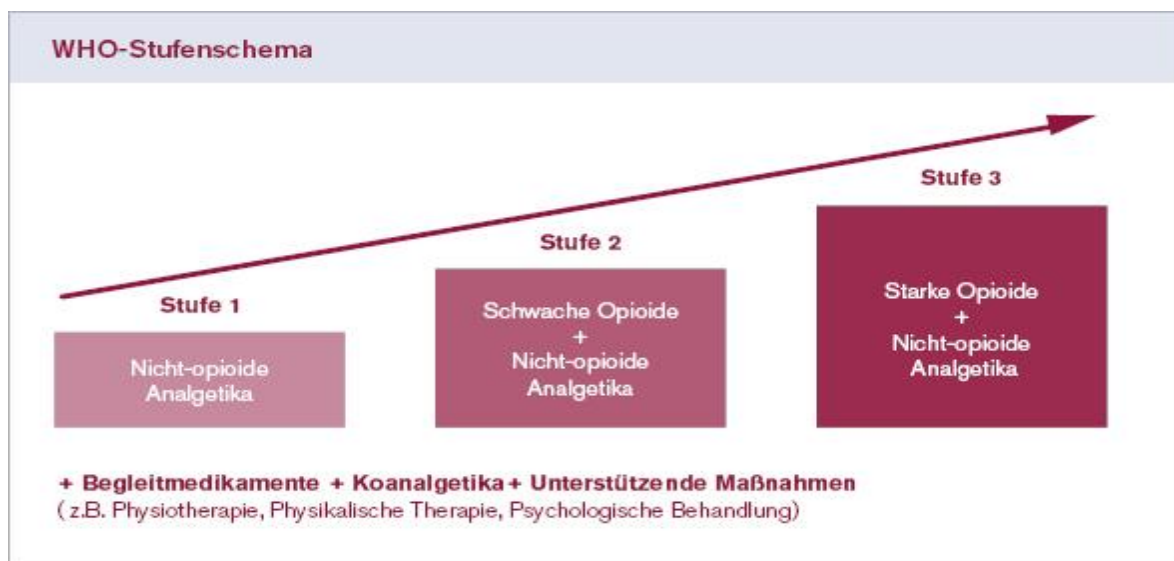 WHO-Stufenschema
Stufe 1
Nicht-opioide
Analgetika
Stufe 2
Schwache Opioide
+
Nicht-opioide
Analgetika
Stufe 3
Starke Opioide
+
Nicht-opioide
Analgetika
+ Begleitmedikamente + Koanalgetika + Unterstützende Maßnahmen
( z.B. Physiotherapie, Physikalische Therapie, Psychologische Behandlung)